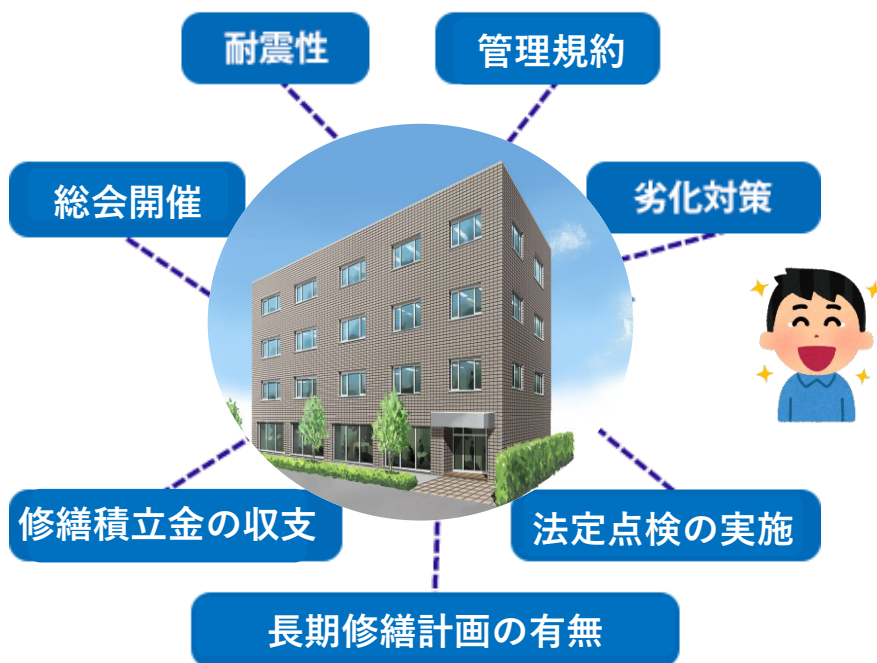 耐震性
管理規約
総会開催
劣化対策
修繕積立金の収支
法定点検の実施
長期修繕計画の有無